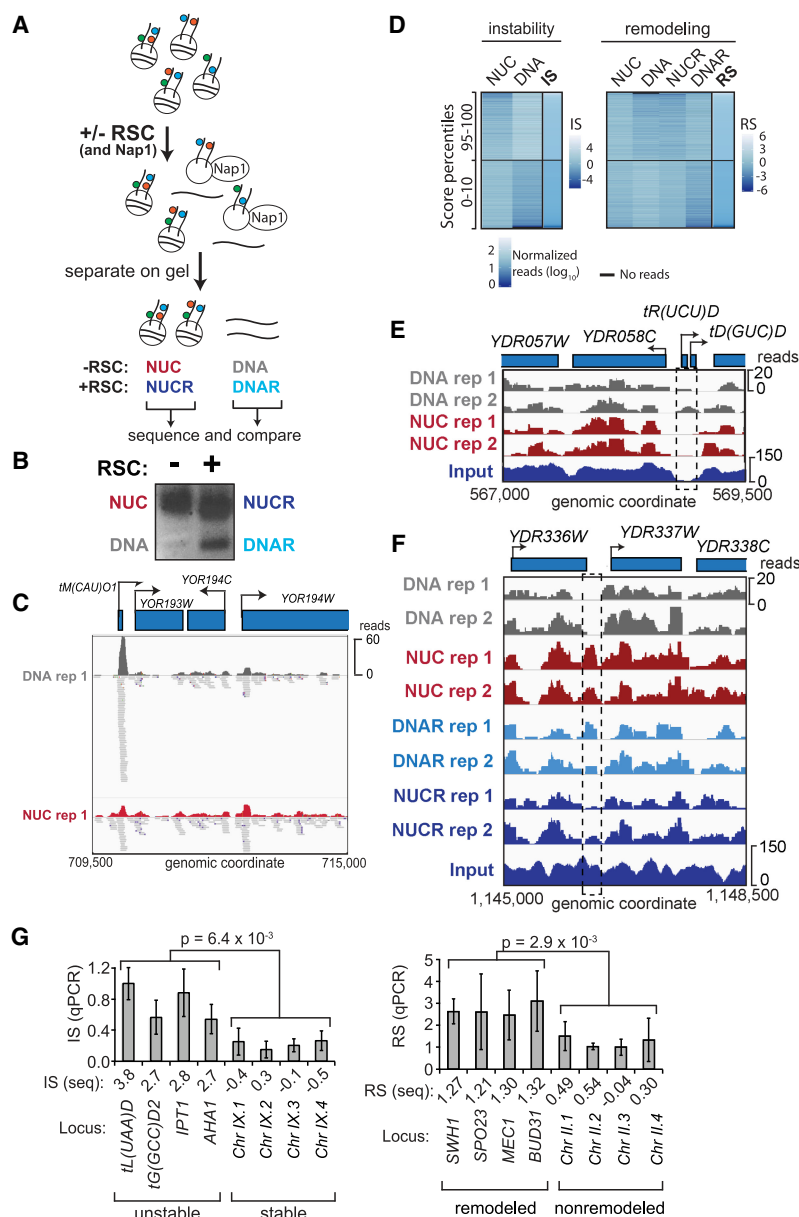 A
+/- RSC
(and Nap1)
Nap1
Nap1
separate on gel
-RSC: NUC DNA
+RSC: NUCR DNAR
sequence and compare
B
RSC: - +
NUC NUCR
DNA DNAR
C
tM(CAU)O1
YOR193W
YOR194C
YOR194W
reads
60
0
DNA rep 1
NUC rep 1
709,500 genomic coordinate 715,000
D
instability remodeling
NUC DNA IS
NUC DNA NUCR DNAR RS
Score percentiles
95-100
0-10
IS
4
0
-4
RS
6
3
0
-3
-6
2
1
0
Normalized
reads (log10)
No reads
E
tR(UCU)D
YDR057W YDR058C tD(GUC)D
reads
DNA rep 1
20
0
DNA rep 2
NUC rep 1
NUC rep 2
Input
150
0
567,000 genomic coordinate 569,500
F
YDR336W YDR337W YDR338C
reads
DNA rep 1
20
0
DNA rep 2
NUC rep 1
NUC rep 2
DNAR rep 1
DNAR rep 2
NUCR rep 1
NUCR rep 2
Input
150
0
1,145,000 genomic coordinate 1,148,500
G
p = 6.4 x 10-3
IS (qPCR)
1.2
0.8
0.4
0.0
IS (seq) 3.8 2.7 2.8 2.7 -0.4 0.3 -0.1 -0.5
Locus: tL(UAA)D tG(GCC)D2 IPT1 AHA1 Chr IX.1 Chr IX.2 Chr IX.3 Chr IX.4
unstable stable
p = 2.9 x 10-3
RS (qPCR)
5
4
3
2
1
0
RS (seq): 1.27 1.21 1.30 1.32 0.49 0.54 -0.04 0.30
Locus: SWH1 SPO23 MEC1 BUD31 Chr II.1 Chr II.2 Chr II.3 Chr II.4
remodeled nonremodeled